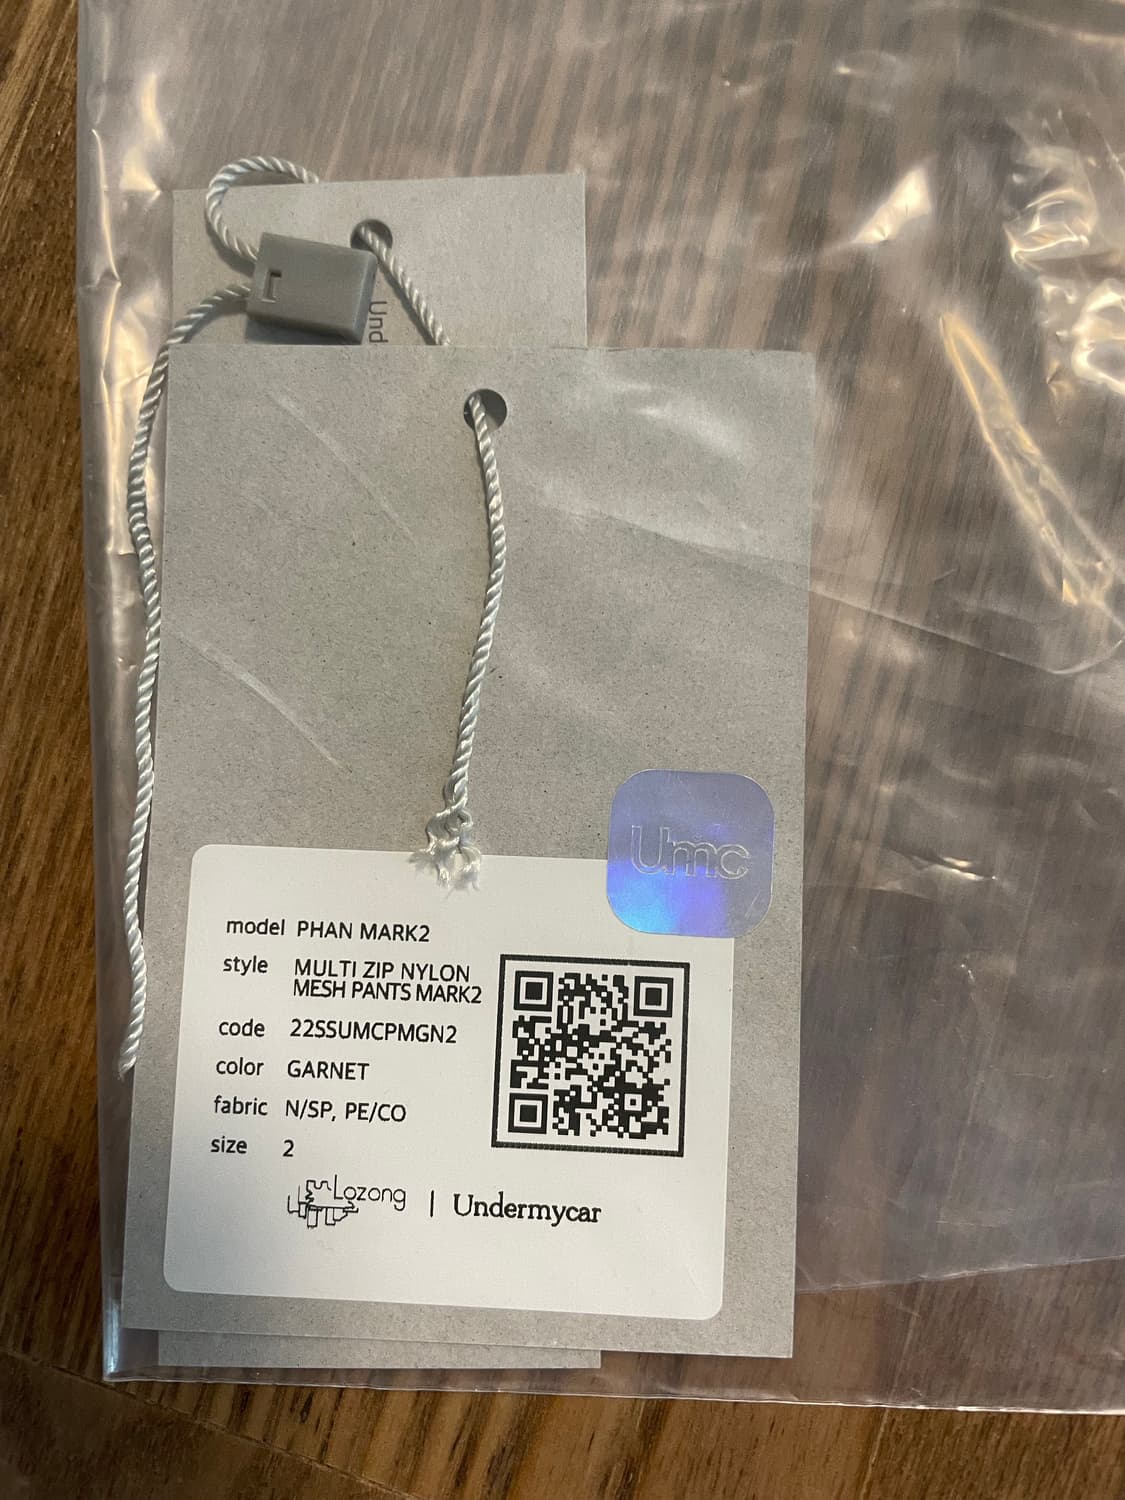 Und
Umc
model PHAN MARK2
style MULTI ZIP NYLON
MESH PANTS MARK2
code 22SSUMCPMGN2
color GARNET
fabric N/SP, PE/CO
size 2
Lozong | Undermycar